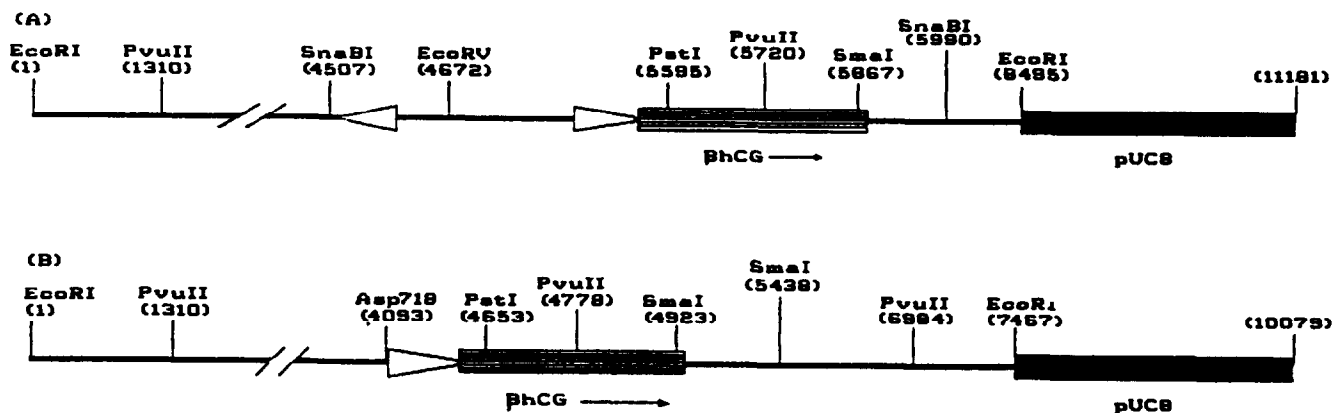 (A)
EcoRI PvuII SnaBI EcoRV PstI PvuII SmaI SnaBI EcoRI
(1) (1310) (4507) (4672) (5595) (5720) (5867) (5990) (8495) (11181)
βhCG
pUC8
(B)
EcoRI PvuII Asp718 PstI PvuII SmaI SmaI PvuII EcoRI
(1) (1310) (4093) (4653) (4778) (4923) (5438) (6984) (7467) (10079)
βhCG
pUC8